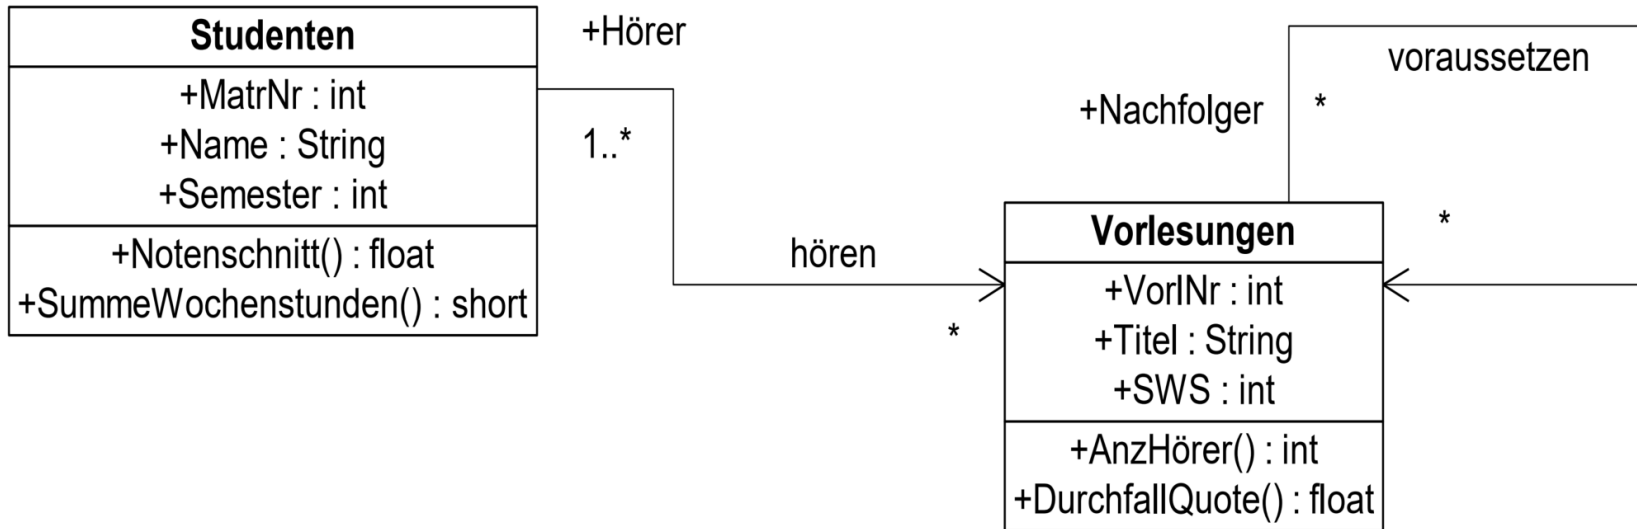 Studenten
+MatrNr : int
+Name : String
+Semester : int
+Notenschnitt() : float
+SummeWochenstunden() : short
+Hörer
1..*
hören
*
voraussetzen
+Nachfolger
*
*
Vorlesungen
+VorlNr : int
+Titel : String
+SWS : int
+AnzHörer() : int
+DurchfallQuote() : float